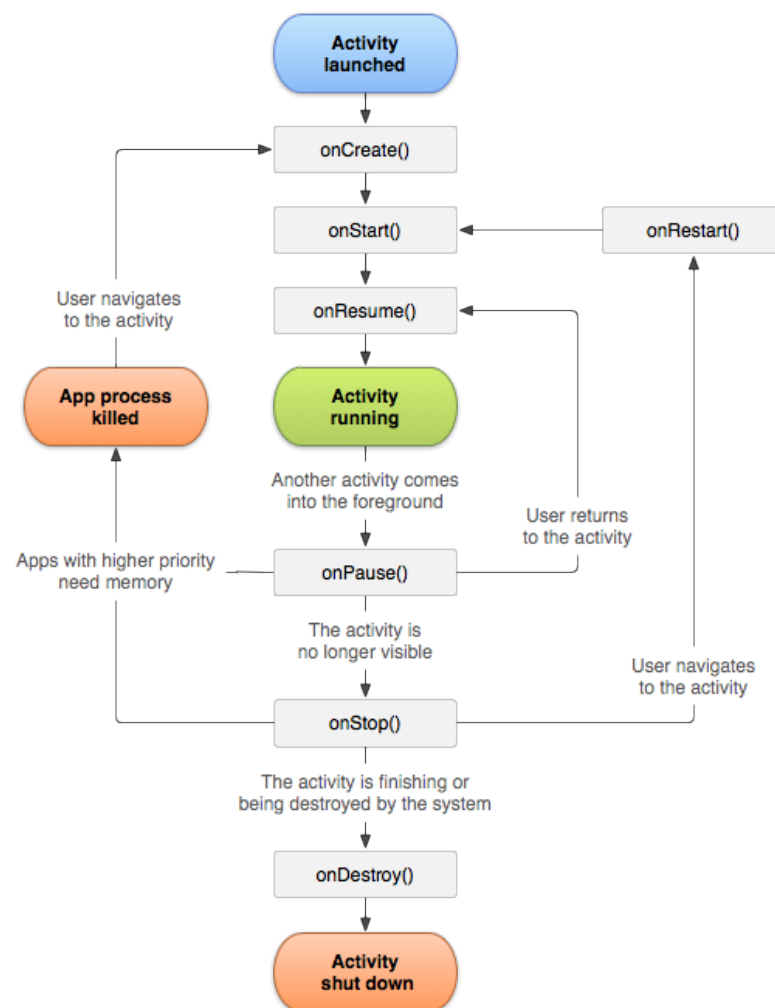 Activity
launched
onCreate()
onStart()
onRestart()
User navigates
to the activity
onResume()
App process
killed
Activity
running
Another activity comes
into the foreground
User returns
to the activity
Apps with higher priority
need memory
onPause()
The activity is
no longer visible
User navigates
to the activity
onStop()
The activity is finishing or
being destroyed by the system
onDestroy()
Activity
shut down